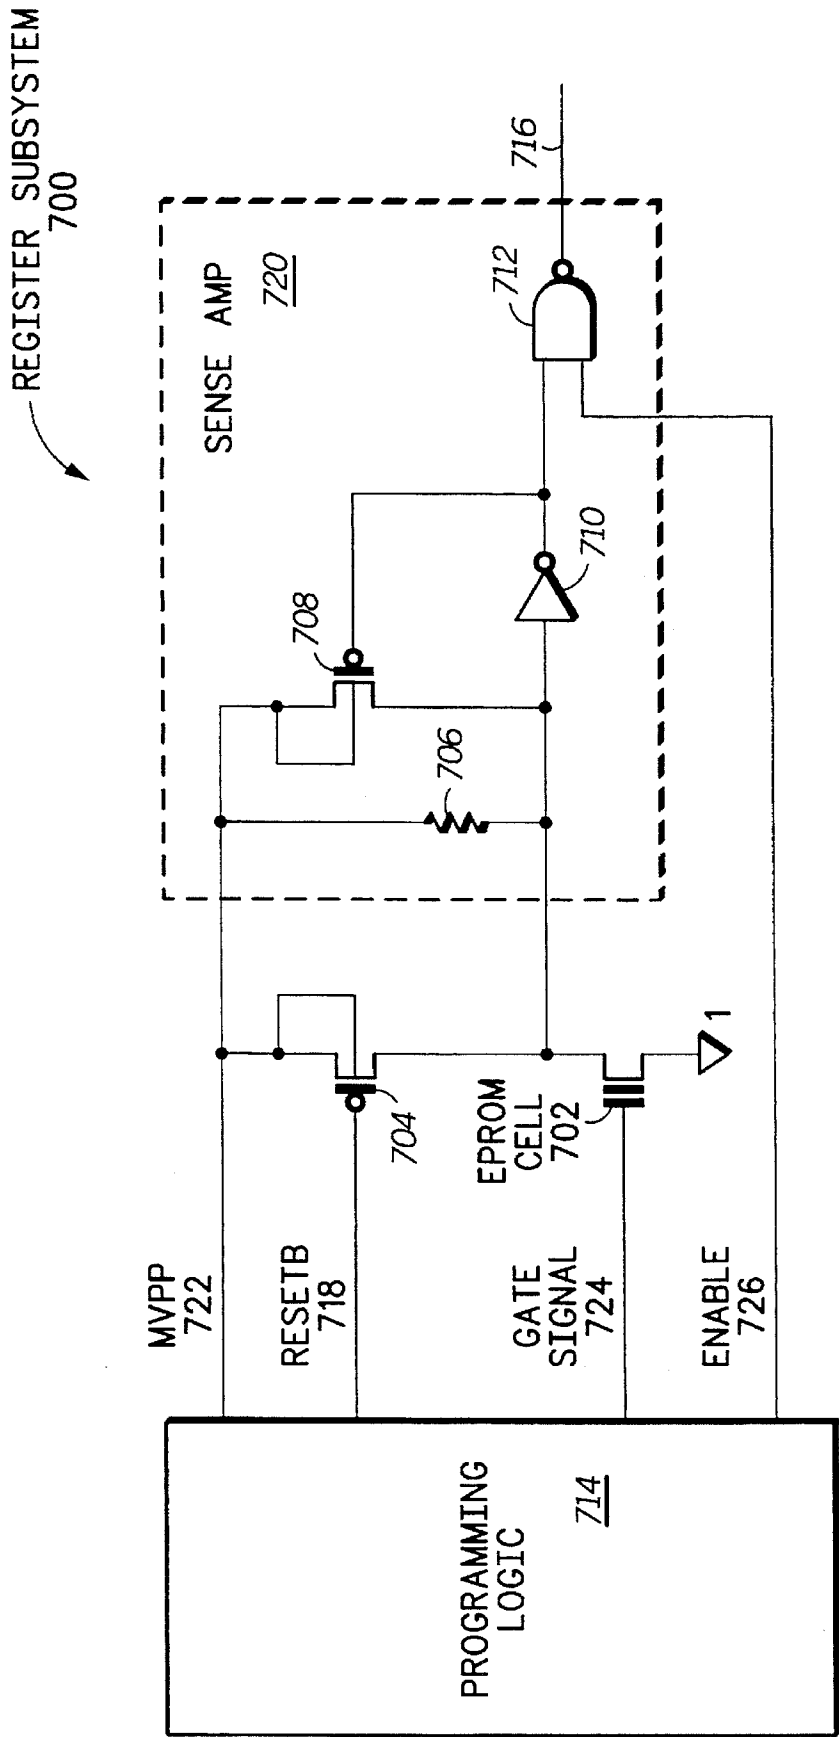 REGISTER SUBSYSTEM
700
SENSE AMP
720
716
712
710
708
706
MVPP
722
RESETB
718
704
EPROM
CELL
702
1
GATE
SIGNAL
724
ENABLE
726
PROGRAMMING
LOGIC
714